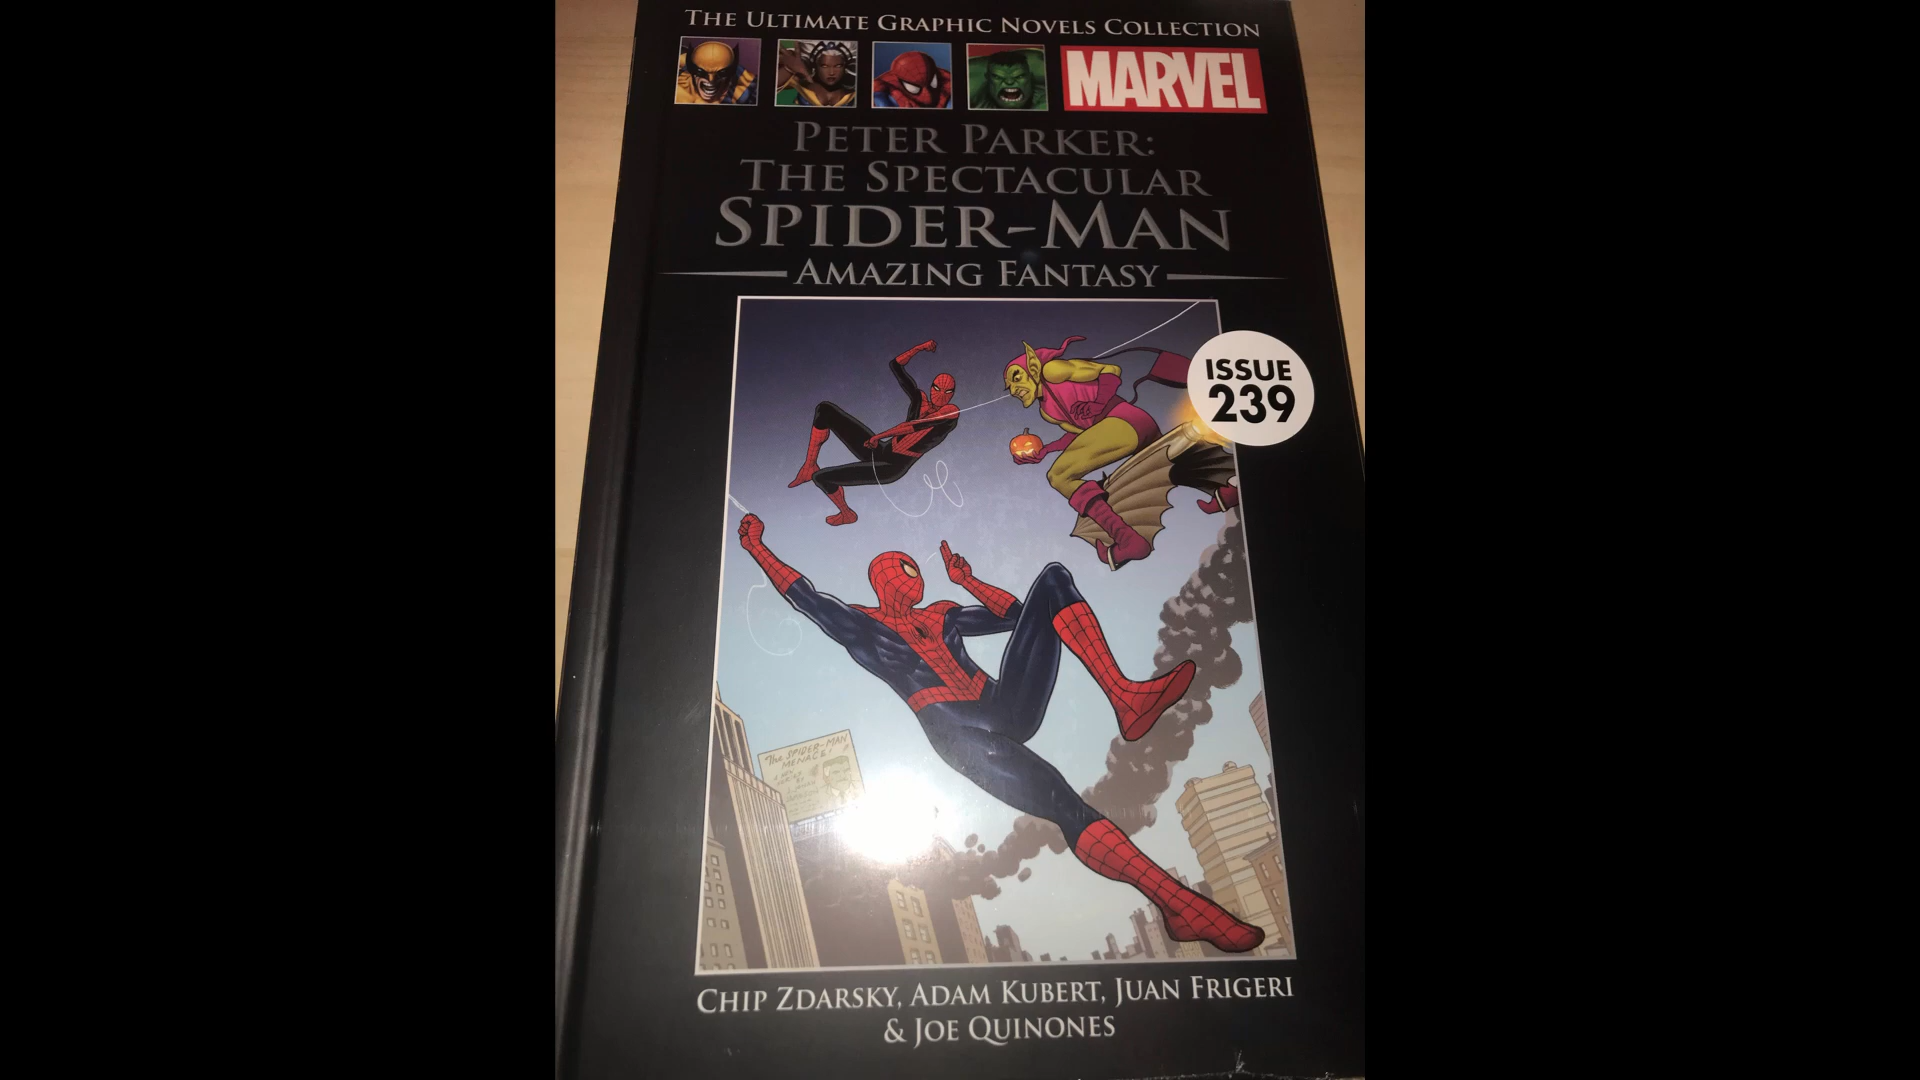 THE ULTIMATE GRAPHIC NOVELS COLLECTION
MARVEL
PETER PARKER:
THE SPECTACULAR
SPIDER-MAN
AMAZING FANTASY
ISSUE
239
The SPIDER-MAN
MENACE!
CHIP ZDARSKY, ADAM KUBERT, JUAN FRIGERI
& JOE QUINONES